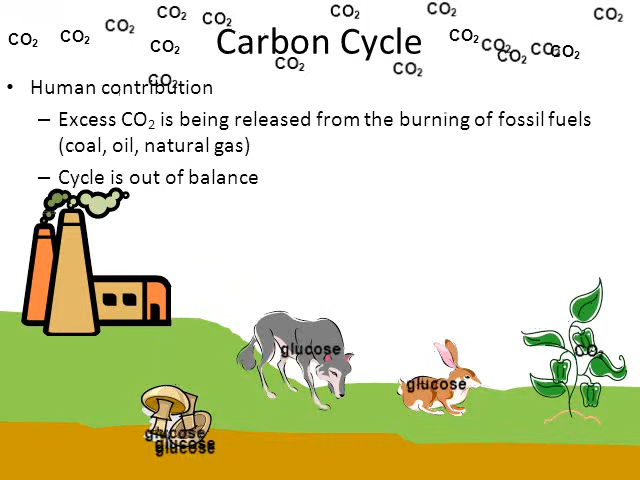 CO₂ CO₂ CO₂ CO₂
CO₂ CO₂ CO₂ CO₂ CO₂ CO₂ CO₂ CO₂ CO₂
Carbon Cycle
CO₂ CO₂
CO₂
• Human contribution
– Excess CO₂ is being released from the burning of fossil fuels
(coal, oil, natural gas)
– Cycle is out of balance
glucose
CO₂
glucose
glucose
glucose
glucose